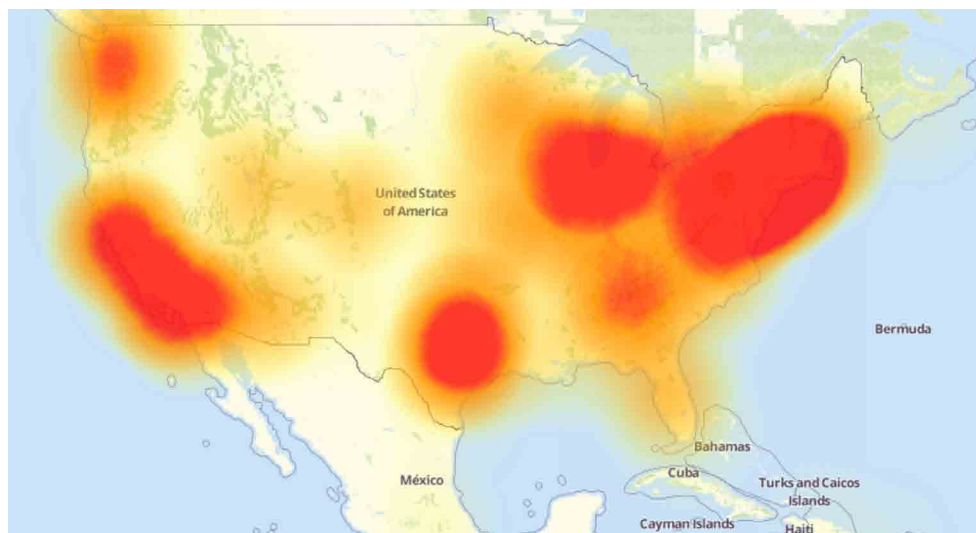 United States
of America
Bermuda
Bahamas
México
Cuba
Turks and Caicos
Islands
Cayman Islands
Haiti